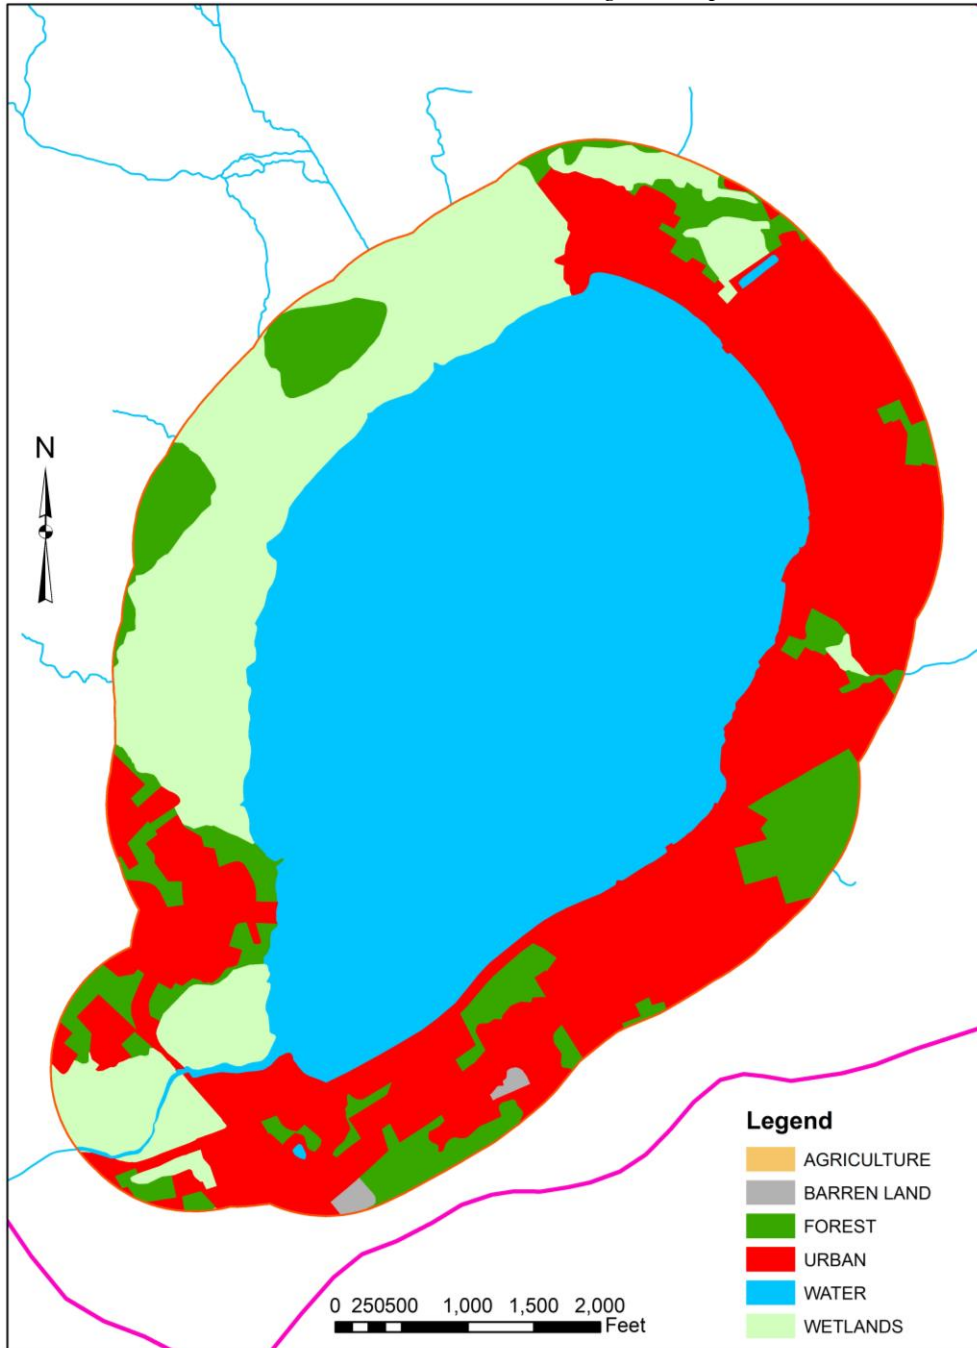 N
Legend
AGRICULTURE
BARREN LAND
FOREST
URBAN
WATER
WETLANDS
0 250500 1,000 1,500 2,000
Feet